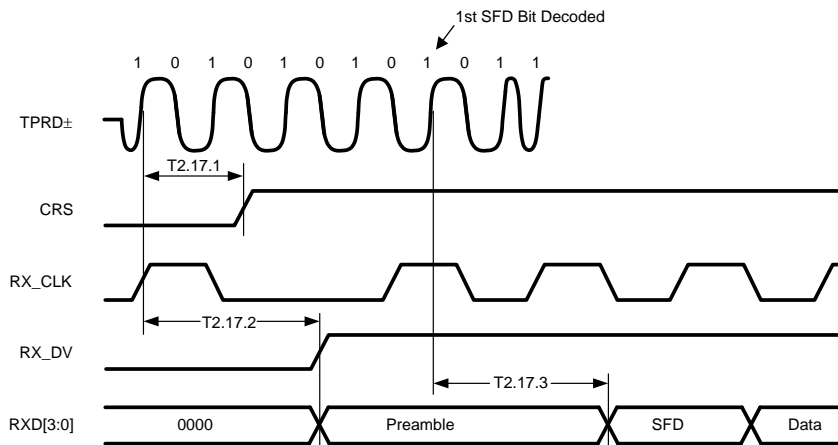 1st SFD Bit Decoded
1 0 1 0 1 0 1 0 1 0 1 1
TPRD±
T2.17.1
CRS
RX_CLK
T2.17.2
RX_DV
T2.17.3
RXD[3:0] 0000 Preamble SFD Data